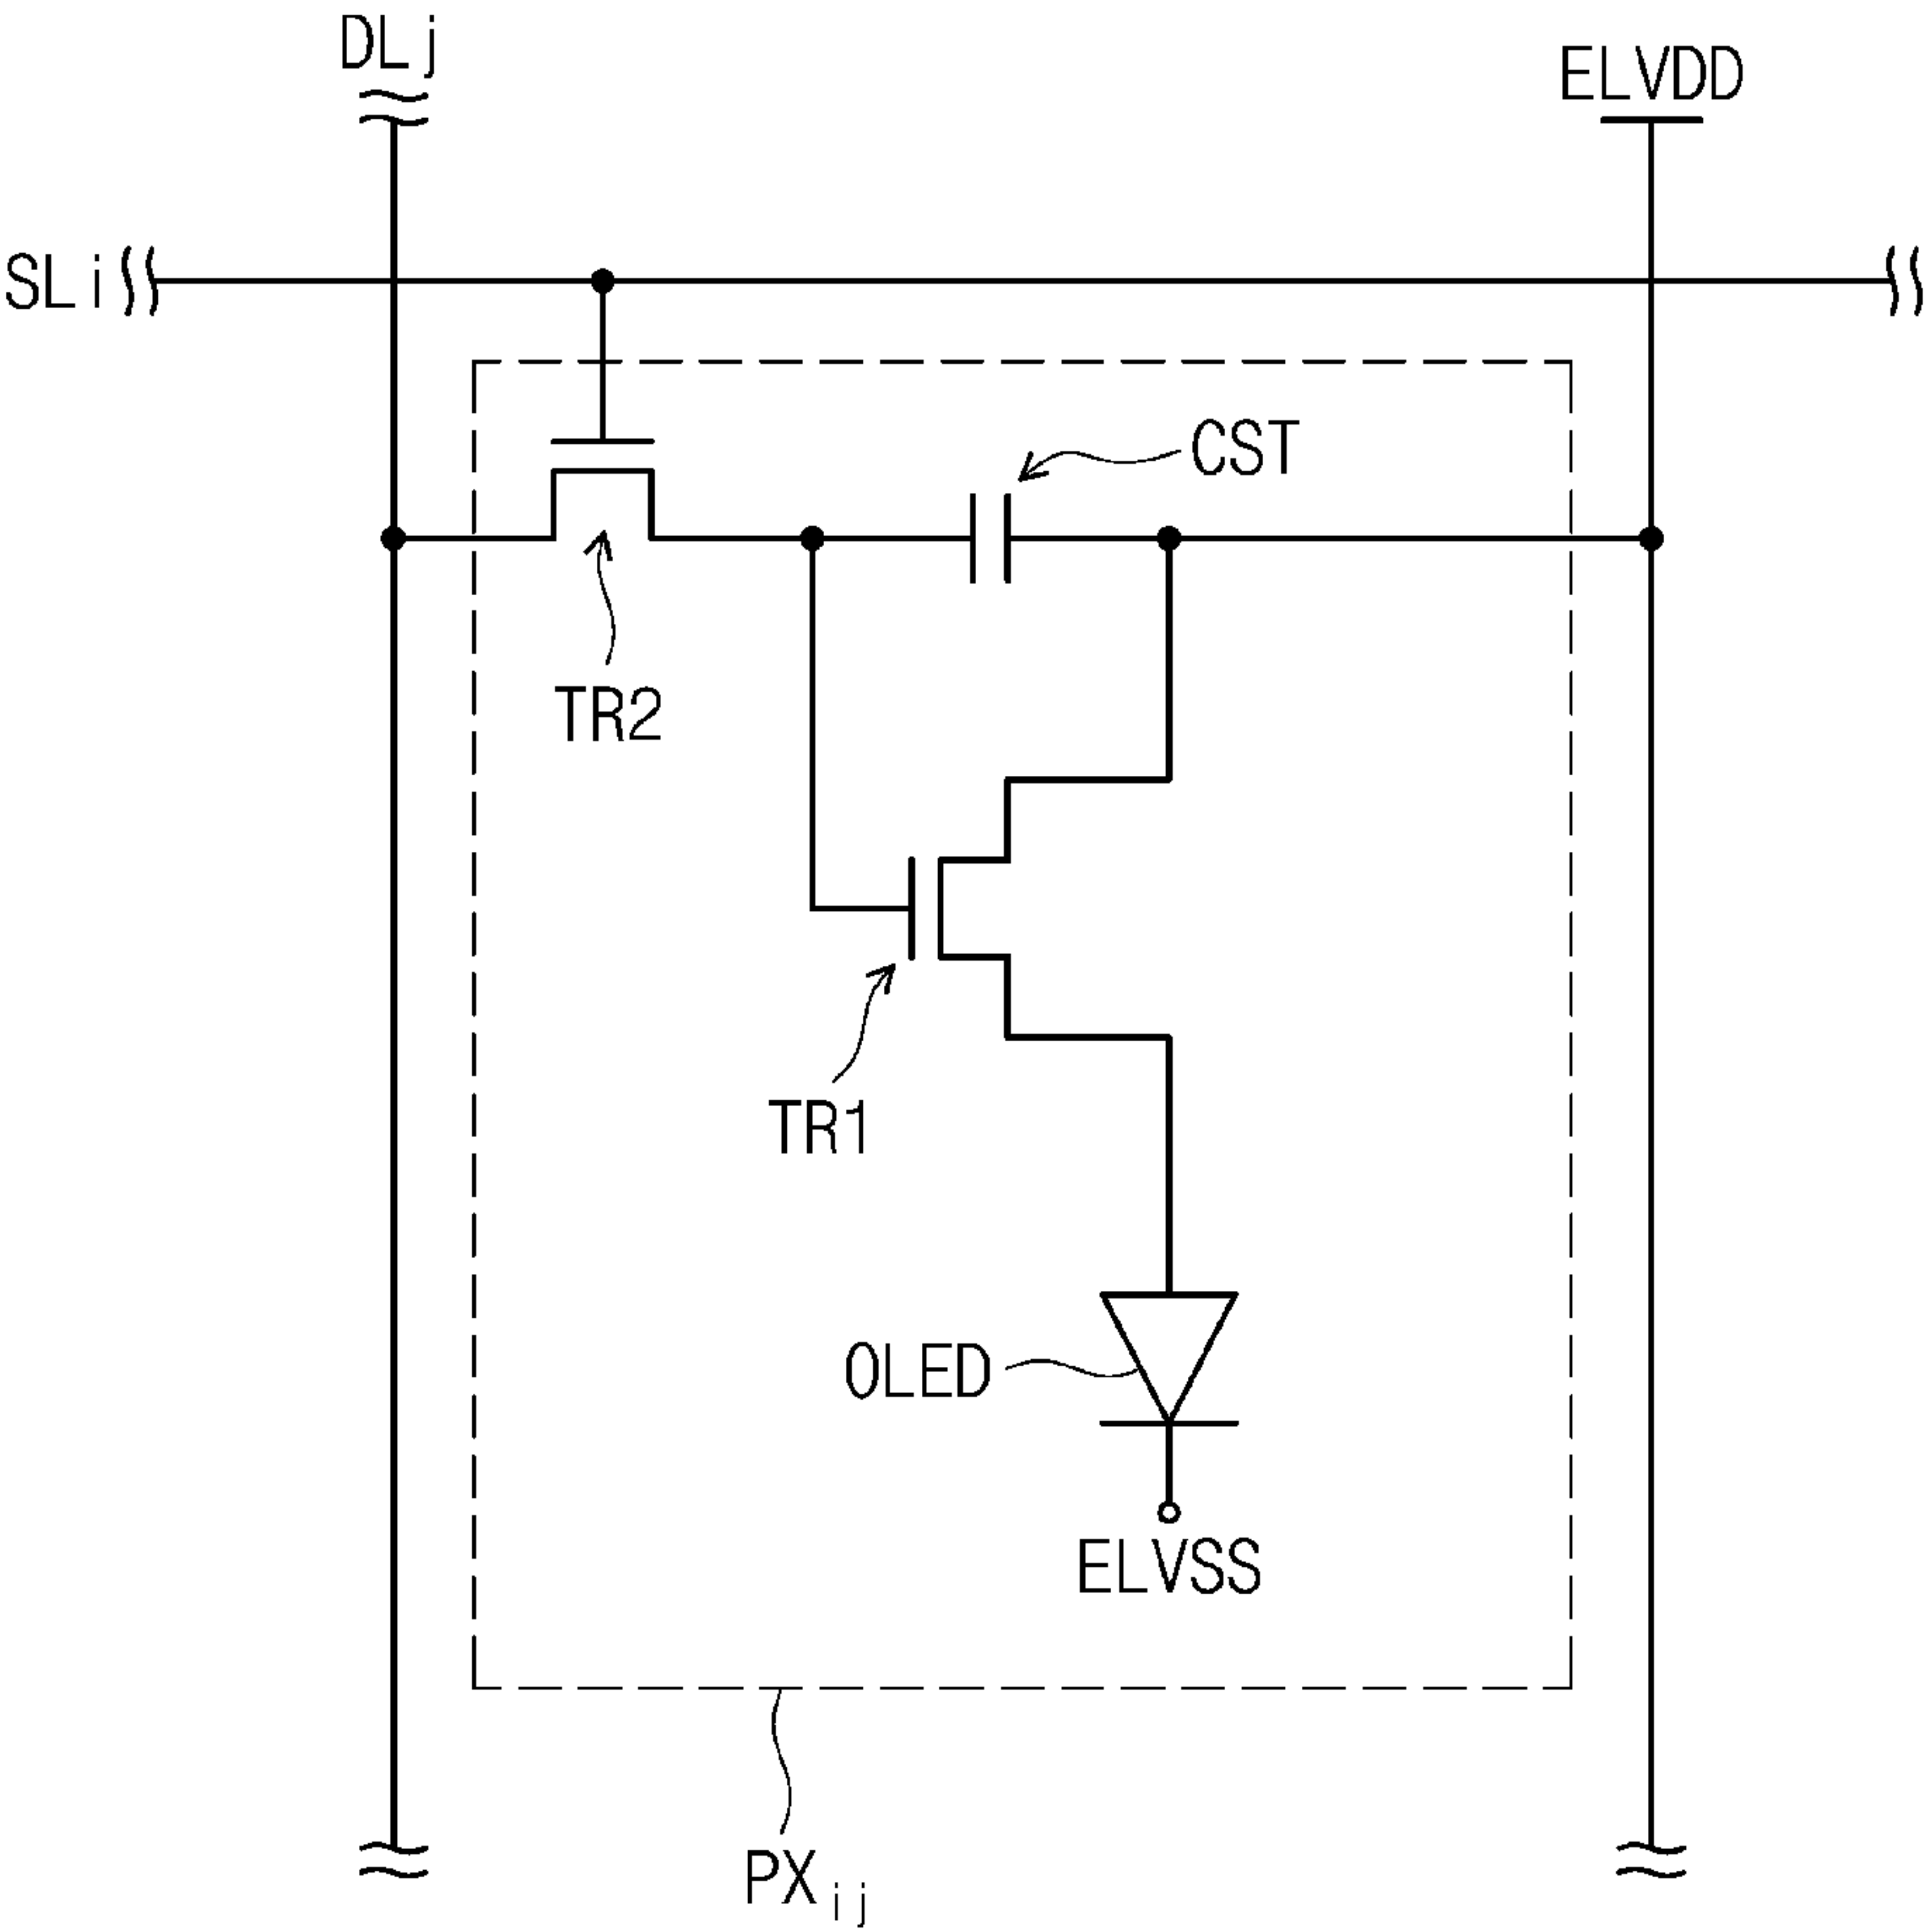 DLj
ELVDD
SLi
CST
TR2
TR1
OLED
ELVSS
PXij